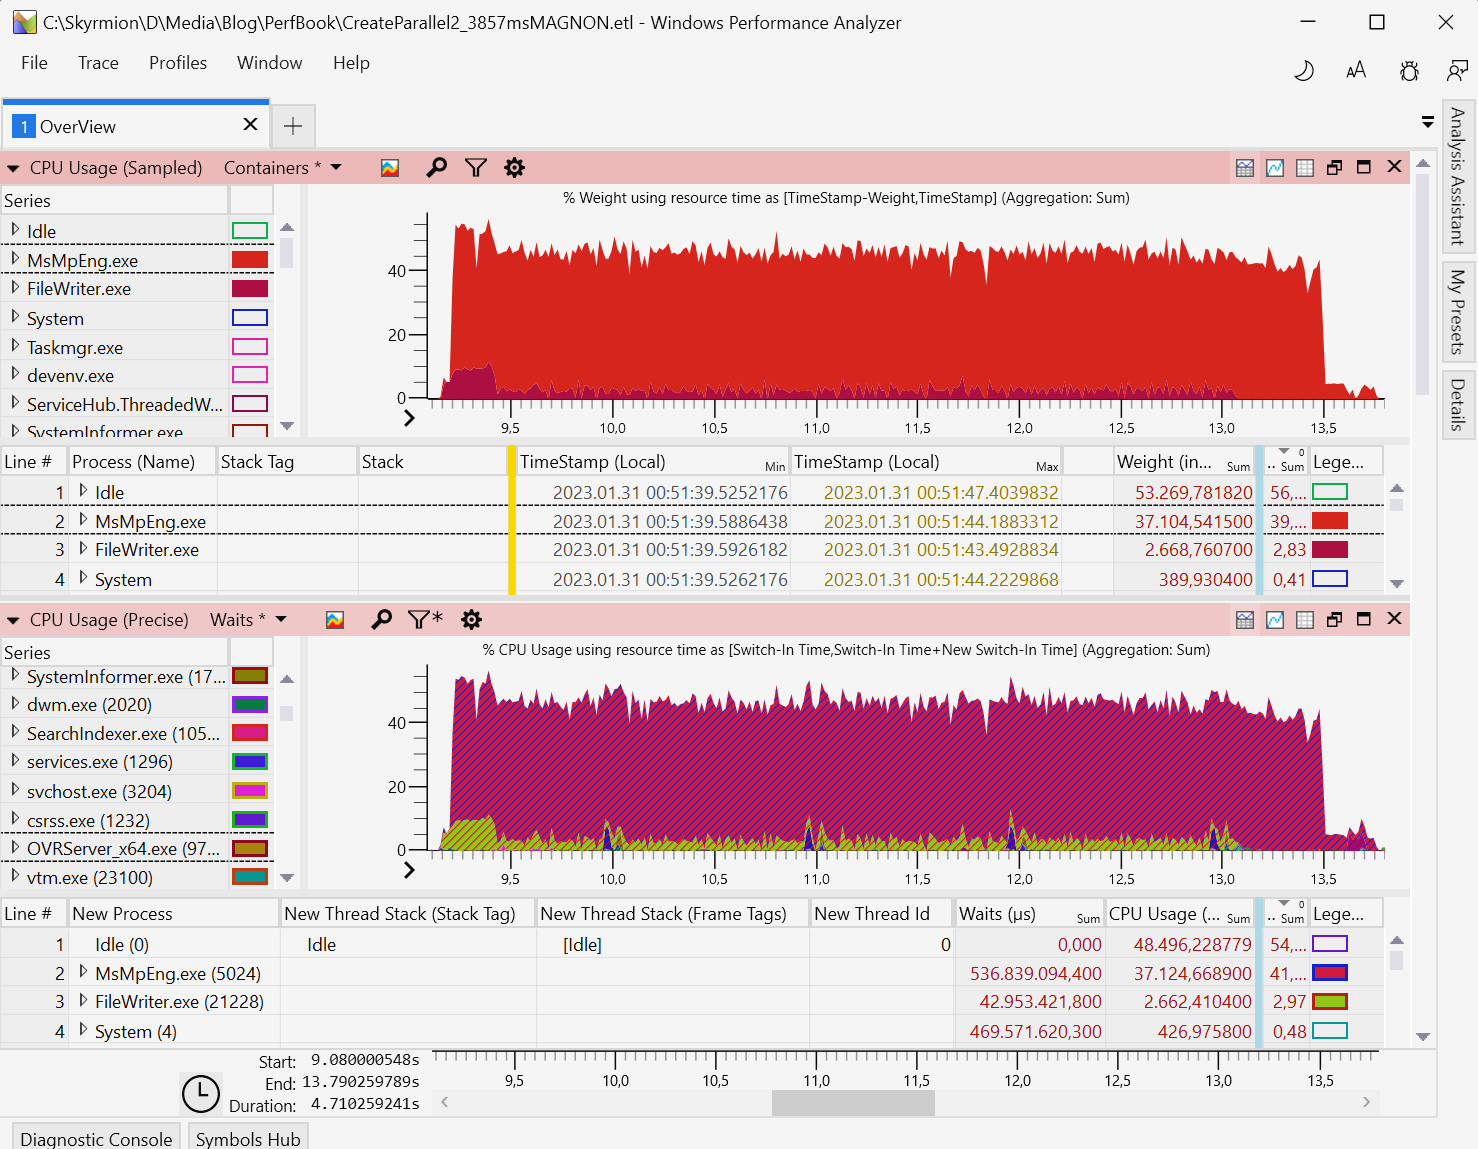 C:\Skyrmion\D\Media\Blog\PerfBook\CreateParallel2_3857msMAGNON.etl - Windows Performance Analyzer
File Trace Profiles Window Help
1 OverView
Analysis Assistant
My Presets
Details
CPU Usage (Sampled) Containers *
Series
Idle
MsMpEng.exe
FileWriter.exe
System
Taskmgr.exe
devenv.exe
ServiceHub.ThreadedW...
SystemInformer.exe
% Weight using resource time as [TimeStamp-Weight,TimeStamp] (Aggregation: Sum)
40
20
0
9,5 10,0 10,5 11,0 11,5 12,0 12,5 13,0 13,5
Line # Process (Name) Stack Tag Stack TimeStamp (Local) Min TimeStamp (Local) Max Weight (in... Sum .. 0 Sum Lege...
1 Idle 2023.01.31 00:51:39.5252176 2023.01.31 00:51:47.4039832 53.269,781820 56,...
2 MsMpEng.exe 2023.01.31 00:51:39.5886438 2023.01.31 00:51:44.1883312 37.104,541500 39,...
3 FileWriter.exe 2023.01.31 00:51:39.5926182 2023.01.31 00:51:43.4928834 2.668,760700 2,83
4 System 2023.01.31 00:51:39.5262176 2023.01.31 00:51:44.2229868 389,930400 0,41
CPU Usage (Precise) Waits * *
Series
SystemInformer.exe (17...
dwm.exe (2020)
SearchIndexer.exe (105...
services.exe (1296)
svchost.exe (3204)
csrss.exe (1232)
OVRServer_x64.exe (97...
vtm.exe (23100)
% CPU Usage using resource time as [Switch-In Time,Switch-In Time+New Switch-In Time] (Aggregation: Sum)
40
20
0
9,5 10,0 10,5 11,0 11,5 12,0 12,5 13,0 13,5
Line # New Process New Thread Stack (Stack Tag) New Thread Stack (Frame Tags) New Thread Id Waits (µs) Sum CPU Usage (... Sum .. 0 Sum Lege...
1 Idle (0) Idle [Idle] 0 0,000 48.496,228779 54,...
2 MsMpEng.exe (5024) 536.839.094,400 37.124,668900 41,...
3 FileWriter.exe (21228) 42.953.421,800 2.662,410400 2,97
4 System (4) 469.571.620,300 426,975800 0,48
Start: 9.080000548s
End: 13.790259789s
Duration: 4.710259241s
9,5 10,0 10,5 11,0 11,5 12,0 12,5 13,0 13,5
Diagnostic Console Symbols Hub